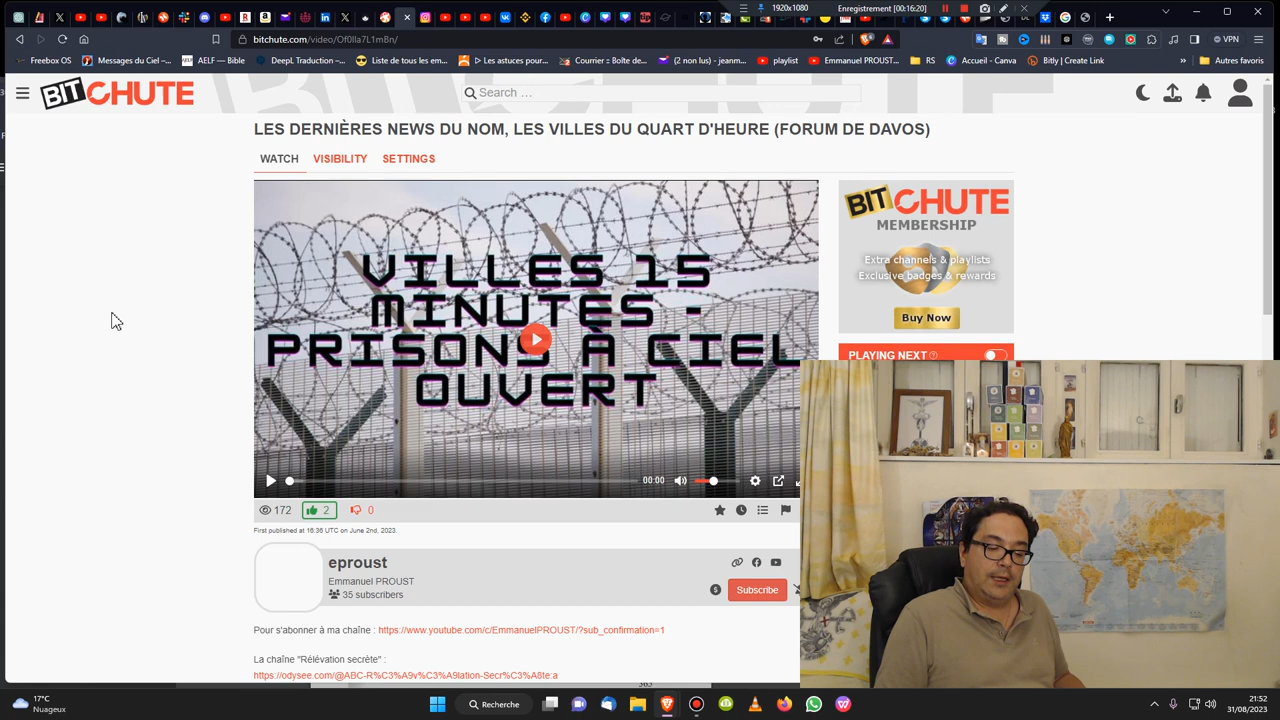 1920x1080
Enregistrement [00:16:20]
bitchute.com/video/Of0lla7L1mBn/
VPN
Freebox OS
Messages du Ciel –...
AELF — Bible
DeepL Traduction –...
Liste de tous les em...
▷ Les astuces pour...
Courrier :: Boîte de...
(2 non lus) - jeanm...
playlist
Emmanuel PROUST...
RS
Accueil – Canva
Bitly | Create Link
Autres favoris
BITCHUTE
Search …
LES DERNIÈRES NEWS DU NOM, LES VILLES DU QUART D'HEURE (FORUM DE DAVOS)
WATCH
VISIBILITY
SETTINGS
VILLES 15
MINUTES -
PRISONS À CIEL
OUVERT
00:00
BITCHUTE
MEMBERSHIP
Extra channels & playlists
Exclusive badges & rewards
Buy Now
PLAYING NEXT
172
2
0
First published at 16:36 UTC on June 2nd, 2023.
eproust
Emmanuel PROUST
35 subscribers
Subscribe
Pour s'abonner à ma chaîne : https://www.youtube.com/c/EmmanuelPROUST/?sub_confirmation=1
La chaîne "Rélévation secrète" :
https://odysee.com/@ABC-R%C3%A9v%C3%A9lation-Secr%C3%A8te:a
17°C
Nuageux
Recherche
21:52
31/08/2023